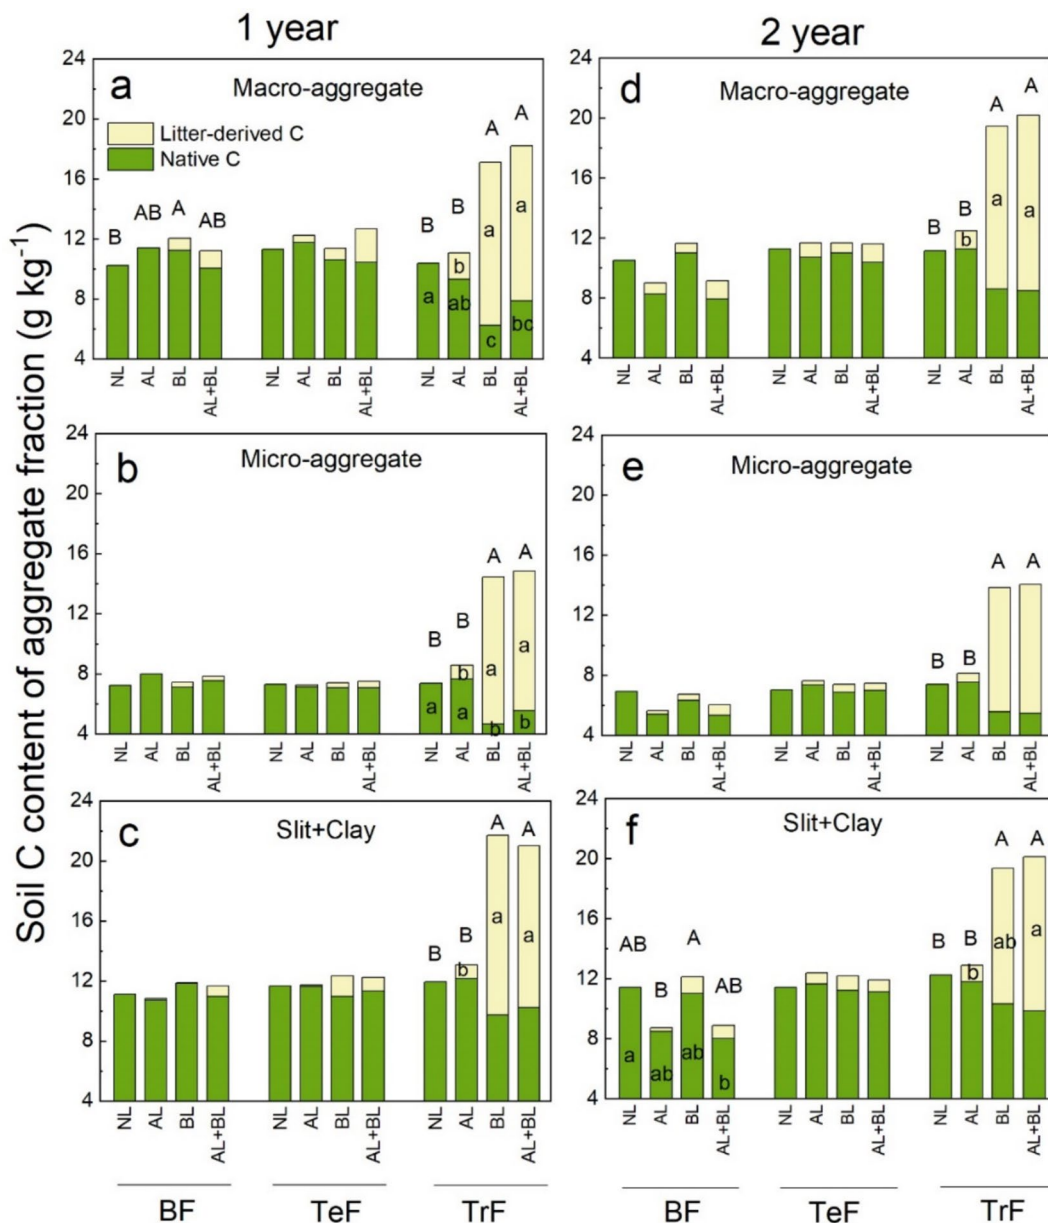 1 year
2 year
Soil C content of aggregate fraction (g kg⁻¹)
a
Macro-aggregate
Litter-derived C
Native C
24
20
16
12
8
4
B AB A AB
B B A A
a ab b c a bc a
NL AL BL AL+BL NL AL BL AL+BL NL AL BL AL+BL
d
Macro-aggregate
24
20
16
12
8
4
B B A A
b a a
NL AL BL AL+BL NL AL BL AL+BL NL AL BL AL+BL
b
Micro-aggregate
24
20
16
12
8
4
B B A A
a a b b a b a
NL AL BL AL+BL NL AL BL AL+BL NL AL BL AL+BL
e
Micro-aggregate
24
20
16
12
8
4
B B A A
NL AL BL AL+BL NL AL BL AL+BL NL AL BL AL+BL
c
Slit+Clay
24
20
16
12
8
4
B B A A
b a a
NL AL BL AL+BL NL AL BL AL+BL NL AL BL AL+BL
BF TeF TrF
f
Slit+Clay
24
20
16
12
8
4
AB B A AB
B B A A
a ab ab b
b ab a
NL AL BL AL+BL NL AL BL AL+BL NL AL BL AL+BL
BF TeF TrF